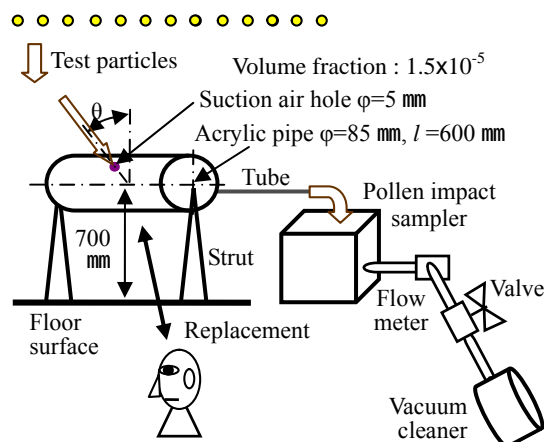 Test particles
Volume fraction : 1.5x10-5
θ
Suction air hole φ=5 ㎜
Acrylic pipe φ=85 ㎜, l =600 ㎜
Tube
Pollen impact
sampler
700
㎜
Strut
Floor
surface
Replacement
Flow
meter
Valve
Vacuum
cleaner